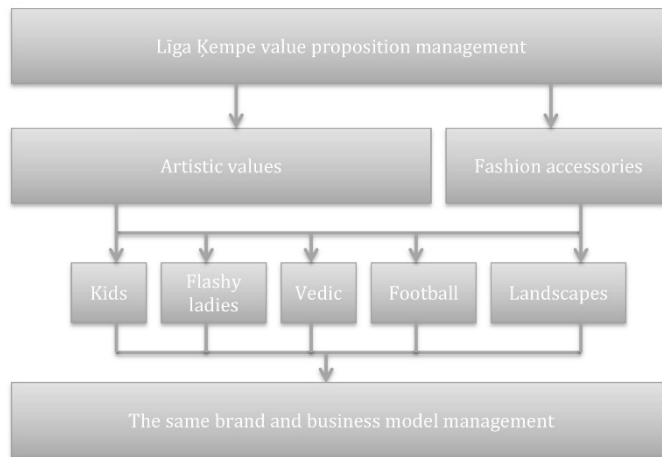 Līga Ķempe value proposition management
Artistic values
Fashion accessories
Kids
Flashy
ladies
Vedic
Football
Landscapes
The same brand and business model management